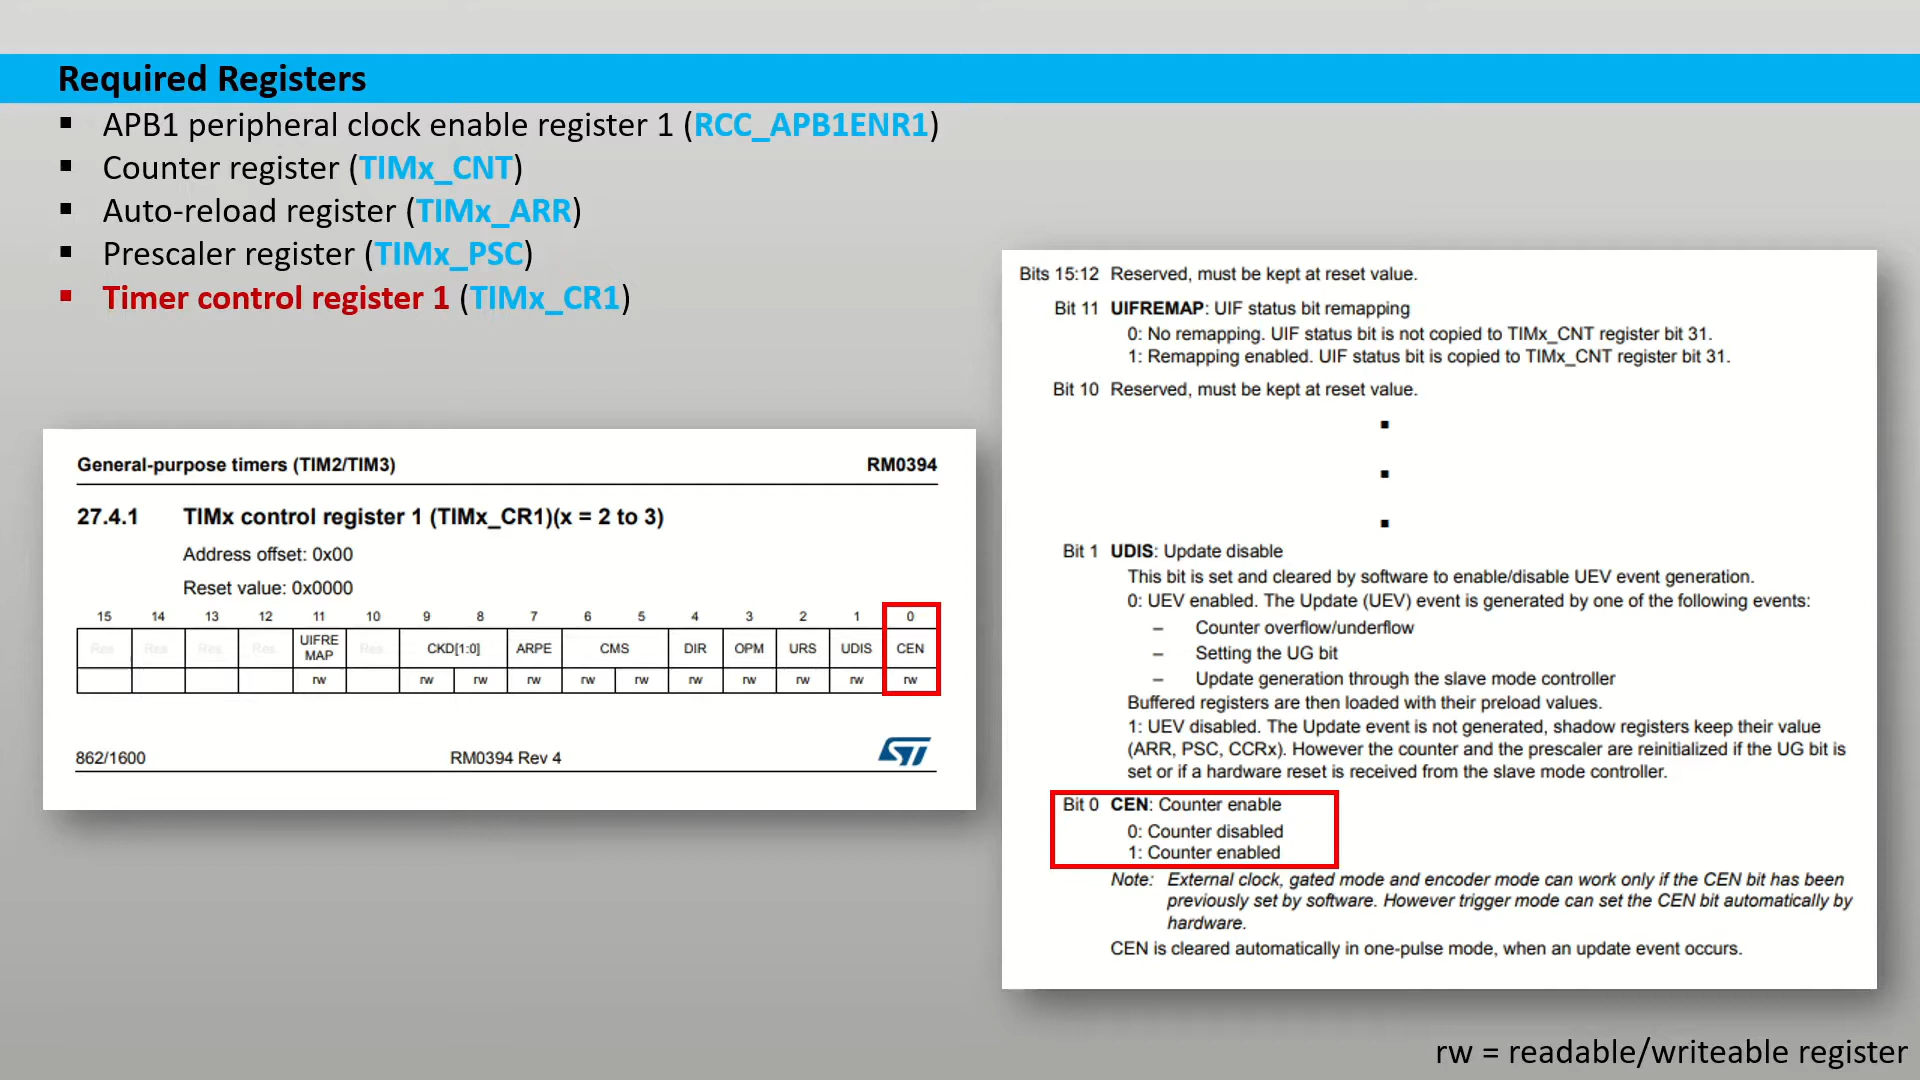 Required Registers
▪ APB1 peripheral clock enable register 1 (RCC_APB1ENR1)
▪ Counter register (TIMx_CNT)
▪ Auto-reload register (TIMx_ARR)
▪ Prescaler register (TIMx_PSC)
▪ Timer control register 1 (TIMx_CR1)
General-purpose timers (TIM2/TIM3) RM0394
27.4.1 TIMx control register 1 (TIMx_CR1)(x = 2 to 3)
Address offset: 0x00
Reset value: 0x0000
15 14 13 12 11 10 9 8 7 6 5 4 3 2 1 0
Res Res Res Res UIFRE MAP Res CKD[1:0] ARPE CMS DIR OPM URS UDIS CEN
rw rw rw rw rw rw rw rw rw rw rw
862/1600 RM0394 Rev 4 ST
Bits 15:12 Reserved, must be kept at reset value.
Bit 11 UIFREMAP: UIF status bit remapping
0: No remapping. UIF status bit is not copied to TIMx_CNT register bit 31.
1: Remapping enabled. UIF status bit is copied to TIMx_CNT register bit 31.
Bit 10 Reserved, must be kept at reset value.
Bit 1 UDIS: Update disable
This bit is set and cleared by software to enable/disable UEV event generation.
0: UEV enabled. The Update (UEV) event is generated by one of the following events:
– Counter overflow/underflow
– Setting the UG bit
– Update generation through the slave mode controller
Buffered registers are then loaded with their preload values.
1: UEV disabled. The Update event is not generated, shadow registers keep their value
(ARR, PSC, CCRx). However the counter and the prescaler are reinitialized if the UG bit is
set or if a hardware reset is received from the slave mode controller.
Bit 0 CEN: Counter enable
0: Counter disabled
1: Counter enabled
Note: External clock, gated mode and encoder mode can work only if the CEN bit has been
previously set by software. However trigger mode can set the CEN bit automatically by
hardware.
CEN is cleared automatically in one-pulse mode, when an update event occurs.
rw = readable/writeable register